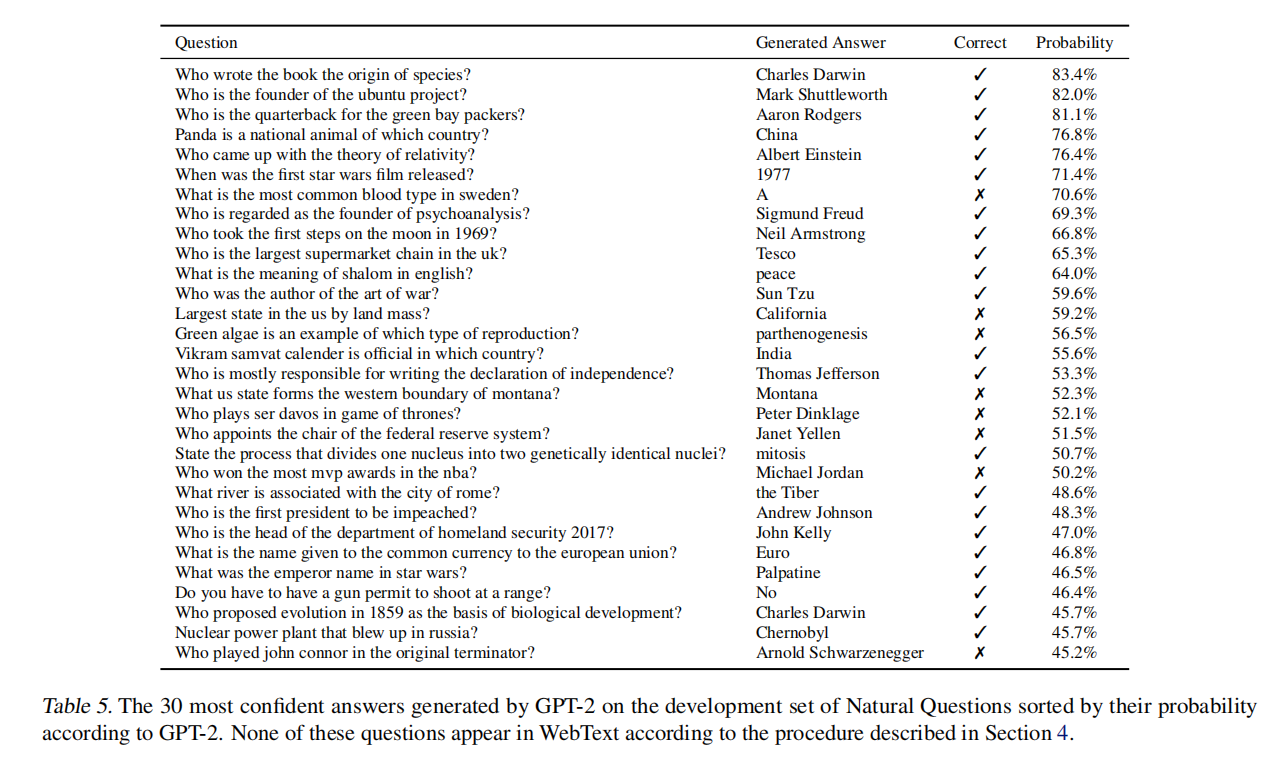 Question Generated Answer Correct Probability
Who wrote the book the origin of species? Charles Darwin ✓ 83.4%
Who is the founder of the ubuntu project? Mark Shuttleworth ✓ 82.0%
Who is the quarterback for the green bay packers? Aaron Rodgers ✓ 81.1%
Panda is a national animal of which country? China ✓ 76.8%
Who came up with the theory of relativity? Albert Einstein ✓ 76.4%
When was the first star wars film released? 1977 ✓ 71.4%
What is the most common blood type in sweden? A ✗ 70.6%
Who is regarded as the founder of psychoanalysis? Sigmund Freud ✓ 69.3%
Who took the first steps on the moon in 1969? Neil Armstrong ✓ 66.8%
Who is the largest supermarket chain in the uk? Tesco ✓ 65.3%
What is the meaning of shalom in english? peace ✓ 64.0%
Who was the author of the art of war? Sun Tzu ✓ 59.6%
Largest state in the us by land mass? California ✗ 59.2%
Green algae is an example of which type of reproduction? parthenogenesis ✗ 56.5%
Vikram samvat calender is official in which country? India ✓ 55.6%
Who is mostly responsible for writing the declaration of independence? Thomas Jefferson ✓ 53.3%
What us state forms the western boundary of montana? Montana ✗ 52.3%
Who plays ser davos in game of thrones? Peter Dinklage ✗ 52.1%
Who appoints the chair of the federal reserve system? Janet Yellen ✗ 51.5%
State the process that divides one nucleus into two genetically identical nuclei? mitosis ✓ 50.7%
Who won the most mvp awards in the nba? Michael Jordan ✗ 50.2%
What river is associated with the city of rome? the Tiber ✓ 48.6%
Who is the first president to be impeached? Andrew Johnson ✓ 48.3%
Who is the head of the department of homeland security 2017? John Kelly ✓ 47.0%
What is the name given to the common currency to the european union? Euro ✓ 46.8%
What was the emperor name in star wars? Palpatine ✓ 46.5%
Do you have to have a gun permit to shoot at a range? No ✓ 46.4%
Who proposed evolution in 1859 as the basis of biological development? Charles Darwin ✓ 45.7%
Nuclear power plant that blew up in russia? Chernobyl ✓ 45.7%
Who played john connor in the original terminator? Arnold Schwarzenegger ✗ 45.2%
Table 5. The 30 most confident answers generated by GPT-2 on the development set of Natural Questions sorted by their probability
according to GPT-2. None of these questions appear in WebText according to the procedure described in Section 4.